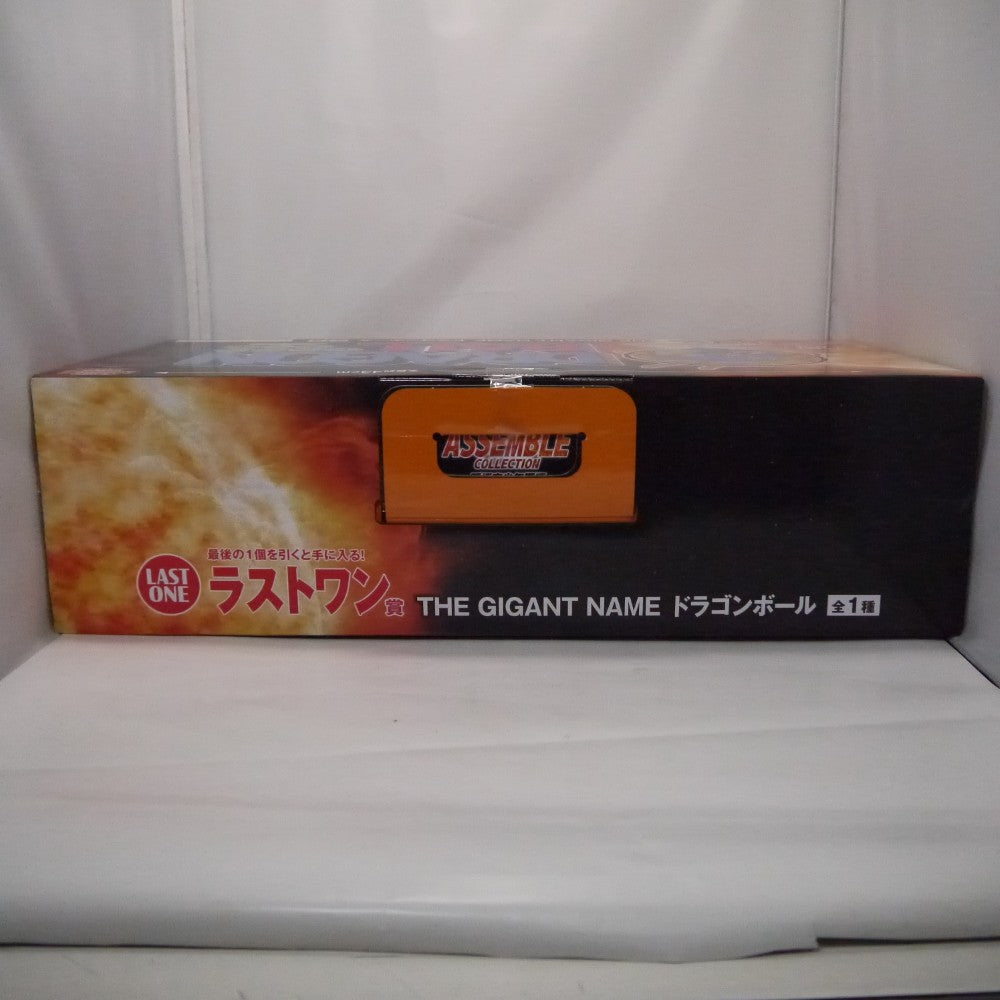 ASSEMBLE
COLLECTION
最後の1個を引くと手に入る!
LAST
ONE
ラストワン賞
THE GIGANT NAME ドラゴンボール 全1種